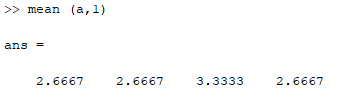 >> mean (a,1)
ans =
2.6667 2.6667 3.3333 2.6667